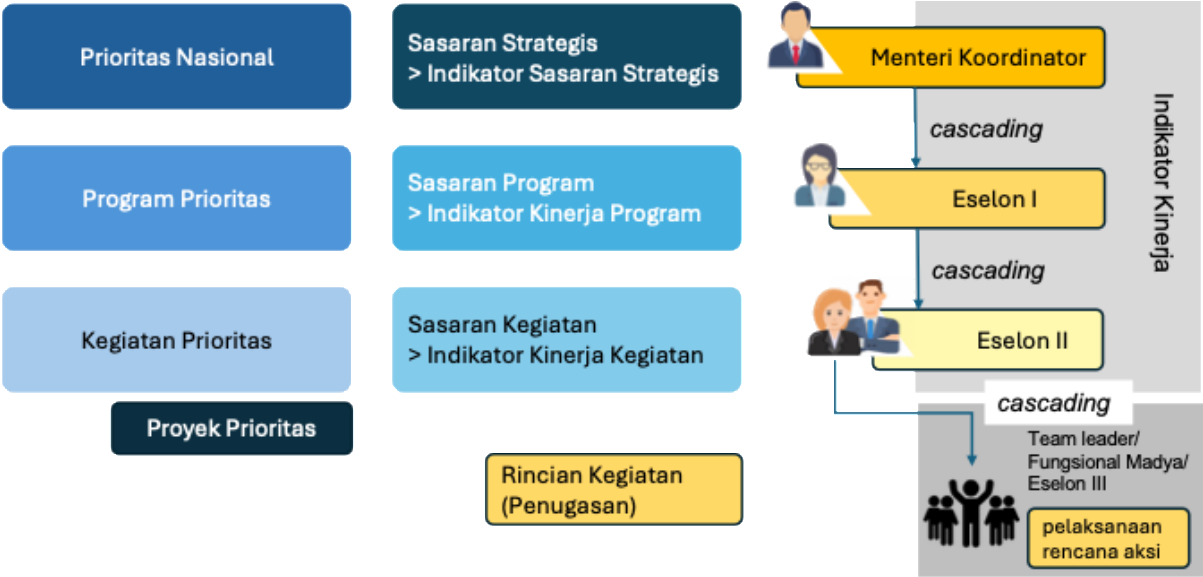 Prioritas Nasional
Sasaran Strategis
> Indikator Sasaran Strategis
Menteri Koordinator
cascading
Program Prioritas
Sasaran Program
> Indikator Kinerja Program
Eselon I
cascading
Kegiatan Prioritas
Sasaran Kegiatan
> Indikator Kinerja Kegiatan
Eselon II
Indikator Kinerja
cascading
Proyek Prioritas
Rincian Kegiatan
(Penugasan)
Team leader/
Fungsional Madya/
Eselon III
pelaksanaan
rencana aksi